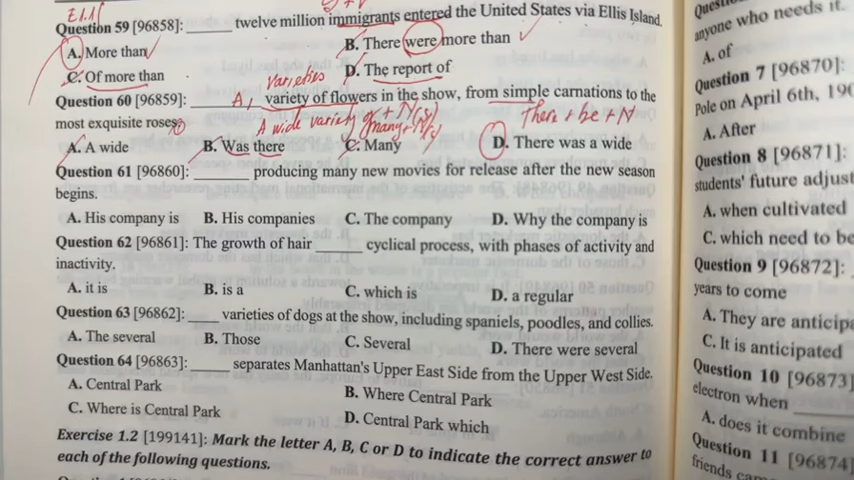 E1.1
Question 59 [96858]: ______ twelve million immigrants entered the United States via Ellis Island.
A. More than
B. There were more than
C. Of more than
D. The report of
Varieties
Question 60 [96859]: ______ A, variety of flowers in the show, from simple carnations to the
most exquisite roses.
A wide variety of + N(s)
many + N/s
There + be + N
A. A wide
B. Was there
C. Many
D. There was a wide
Question 61 [96860]: ______ producing many new movies for release after the new season
begins.
A. His company is
B. His companies
C. The company
D. Why the company is
Question 62 [96861]: The growth of hair ______ cyclical process, with phases of activity and
inactivity.
A. it is
B. is a
C. which is
D. a regular
Question 63 [96862]: ____ varieties of dogs at the show, including spaniels, poodles, and collies.
A. The several
B. Those
C. Several
D. There were several
Question 64 [96863]: _____ separates Manhattan's Upper East Side from the Upper West Side.
A. Central Park
B. Where Central Park
C. Where is Central Park
D. Central Park which
Exercise 1.2 [199141]: Mark the letter A, B, C or D to indicate the correct answer to
each of the following questions.
anyone who needs it.
A. of
Question 7 [96870]:
Pole on April 6th,
A. After
Question 8 [96871]:
students' future
A. when cultivated
C. which need to be
Question 9 [96872]:
years to come
A. They are
C. It is anticipated
Question 10 [96873]
electron when ______
A. does it combine
Question 11 [96874]
friends